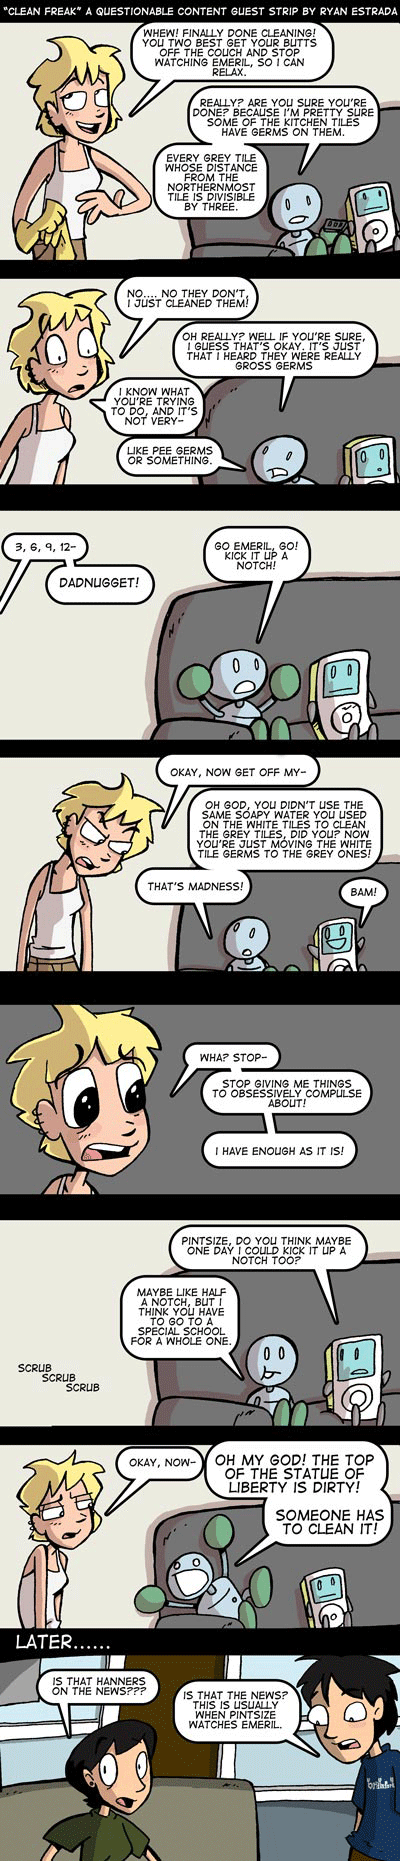 "CLEAN FREAK" A QUESTIONABLE CONTENT GUEST STRIP BY RYAN ESTRADA
WHEW! FINALLY DONE CLEANING!
YOU TWO BEST GET YOUR BUTTS
OFF THE COUCH AND STOP
WATCHING EMERIL, SO I CAN
RELAX.
REALLY? ARE YOU SURE YOU'RE
DONE? BECAUSE I'M PRETTY SURE
SOME OF THE KITCHEN TILES
HAVE GERMS ON THEM.
EVERY GREY TILE
WHOSE DISTANCE
FROM THE
NORTHERNMOST
TILE IS DIVISIBLE
BY THREE.
NO.... NO THEY DON'T,
I JUST CLEANED THEM!
OH REALLY? WELL IF YOU'RE SURE,
I GUESS THAT'S OKAY. IT'S JUST
THAT I HEARD THEY WERE REALLY
GROSS GERMS
I KNOW WHAT
YOU'RE TRYING
TO DO, AND IT'S
NOT VERY-
LIKE PEE GERMS
OR SOMETHING.
3, 6, 9, 12-
DADNUGGET!
GO EMERIL, GO!
KICK IT UP A
NOTCH!
OKAY, NOW GET OFF MY-
OH GOD, YOU DIDN'T USE THE
SAME SOAPY WATER YOU USED
ON THE WHITE TILES TO CLEAN
THE GREY TILES, DID YOU? NOW
YOU'RE JUST MOVING THE WHITE
TILE GERMS TO THE GREY ONES!
THAT'S MADNESS!
BAM!
WHA? STOP-
STOP GIVING ME THINGS
TO OBSESSIVELY COMPULSE
ABOUT!
I HAVE ENOUGH AS IT IS!
PINTSIZE, DO YOU THINK MAYBE
ONE DAY I COULD KICK IT UP A
NOTCH TOO?
MAYBE LIKE HALF
A NOTCH, BUT I
THINK YOU HAVE
TO GO TO A
SPECIAL SCHOOL
FOR A WHOLE ONE.
SCRUB
SCRUB
SCRUB
OKAY, NOW-
OH MY GOD! THE TOP
OF THE STATUE OF
LIBERTY IS DIRTY!
SOMEONE HAS
TO CLEAN IT!
LATER......
IS THAT HANNERS
ON THE NEWS???
IS THAT THE NEWS?
THIS IS USUALLY
WHEN PINTSIZE
WATCHES EMERIL.